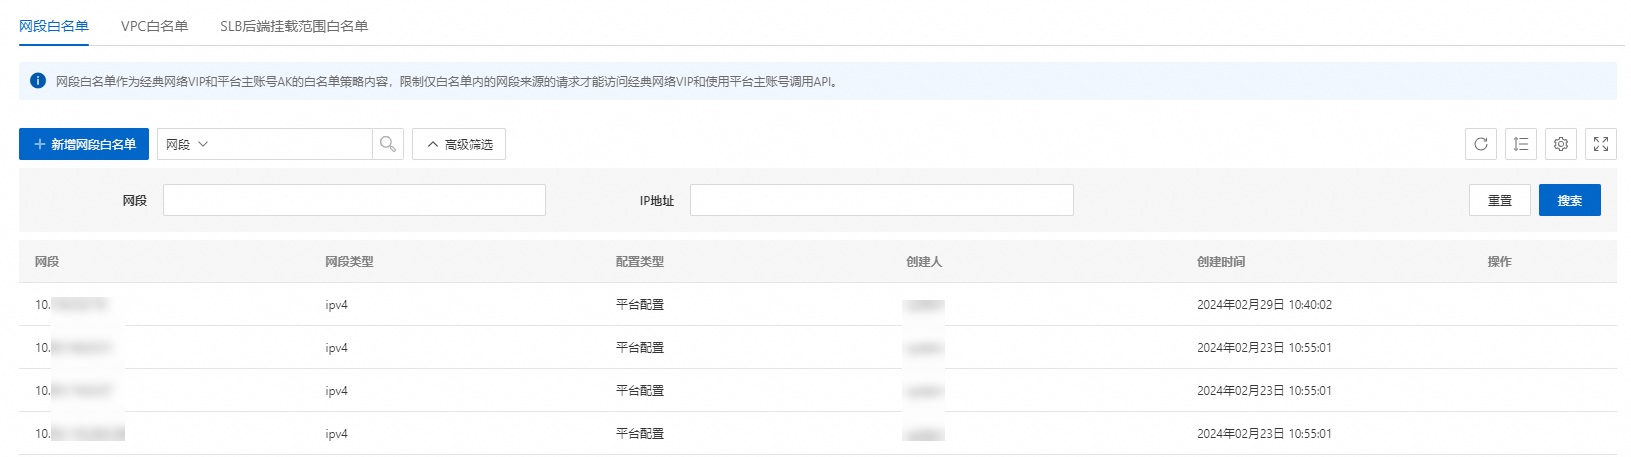 网段白名单 VPC白名单 SLB后端挂载范围白名单
网段白名单作为经典网络VIP和平台主账号AK的白名单策略内容，限制仅白名单内的网段来源的请求才能访问经典网络VIP和使用平台主账号调用API。
新增网段白名单 网段 高级筛选
网段 IP地址 重置 搜索
网段 网段类型 配置类型 创建人 创建时间 操作
10. ipv4 平台配置 2024年02月29日 10:40:02
10. ipv4 平台配置 2024年02月23日 10:55:01
10. ipv4 平台配置 2024年02月23日 10:55:01
10. ipv4 平台配置 2024年02月23日 10:55:01